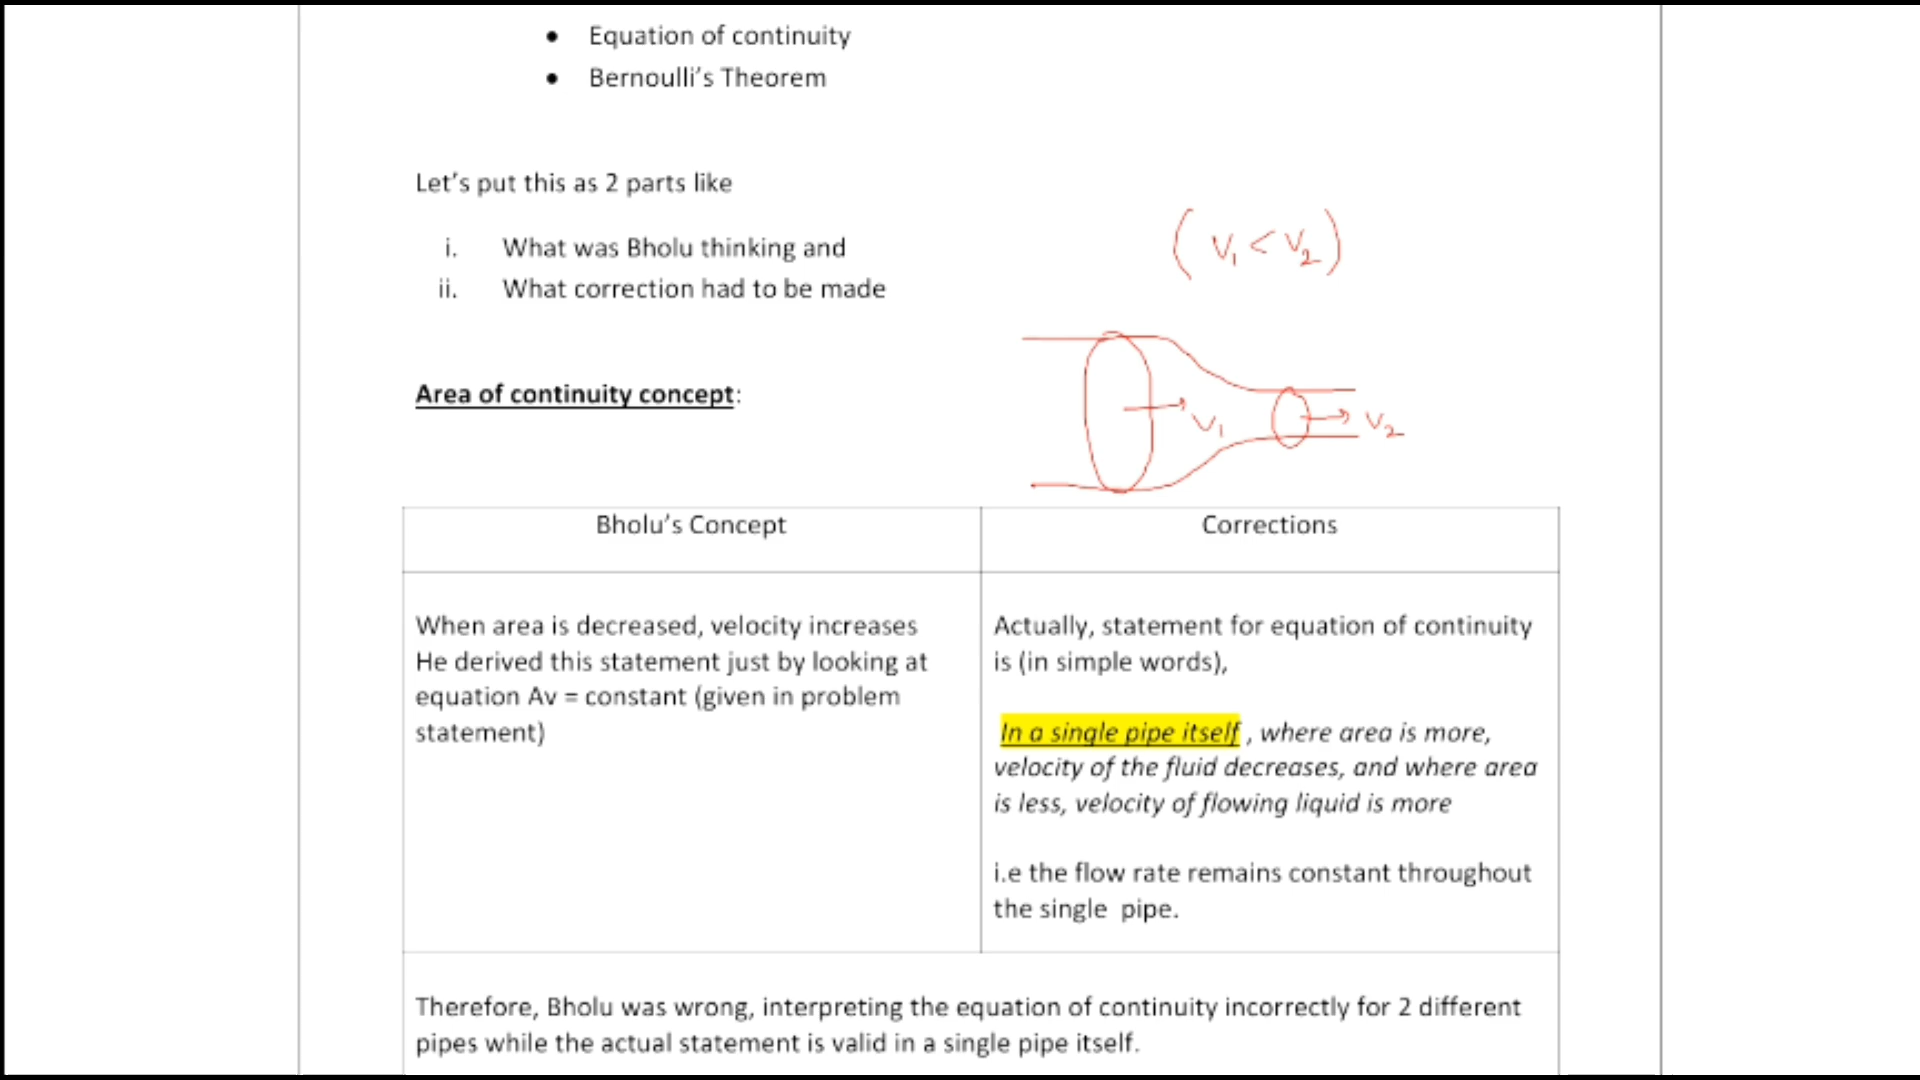 • Equation of continuity
• Bernoulli's Theorem
Let's put this as 2 parts like
i. What was Bholu thinking and
ii. What correction had to be made
(V₁ < V₂)
Area of continuity concept:
V₁
V₂
Bholu's Concept
Corrections
When area is decreased, velocity increases
He derived this statement just by looking at
equation Av = constant (given in problem
statement)
Actually, statement for equation of continuity
is (in simple words),
In a single pipe itself , where area is more,
velocity of the fluid decreases, and where area
is less, velocity of flowing liquid is more
i.e the flow rate remains constant throughout
the single pipe.
Therefore, Bholu was wrong, interpreting the equation of continuity incorrectly for 2 different
pipes while the actual statement is valid in a single pipe itself.